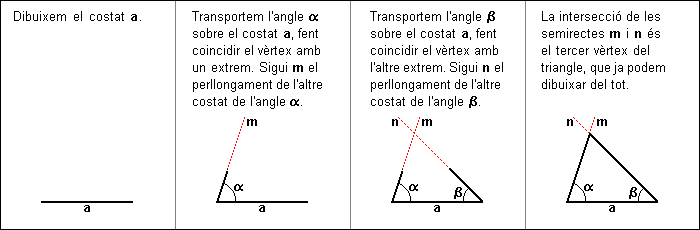 Dibuixem el costat a.
a
Transportem l'angle α
sobre el costat a, fent
coincidir el vèrtex amb
un extrem. Sigui m el
perllongament de l'altre
costat de l'angle α.
m
α
a
Transportem l'angle β
sobre el costat a, fent
coincidir el vèrtex amb
l'altre extrem. Sigui n el
perllongament de l'altre
costat de l'angle β.
n m
α β
a
La intersecció de les
semirectes m i n és
el tercer vèrtex del
triangle, que ja podem
dibuixar del tot.
n m
α β
a